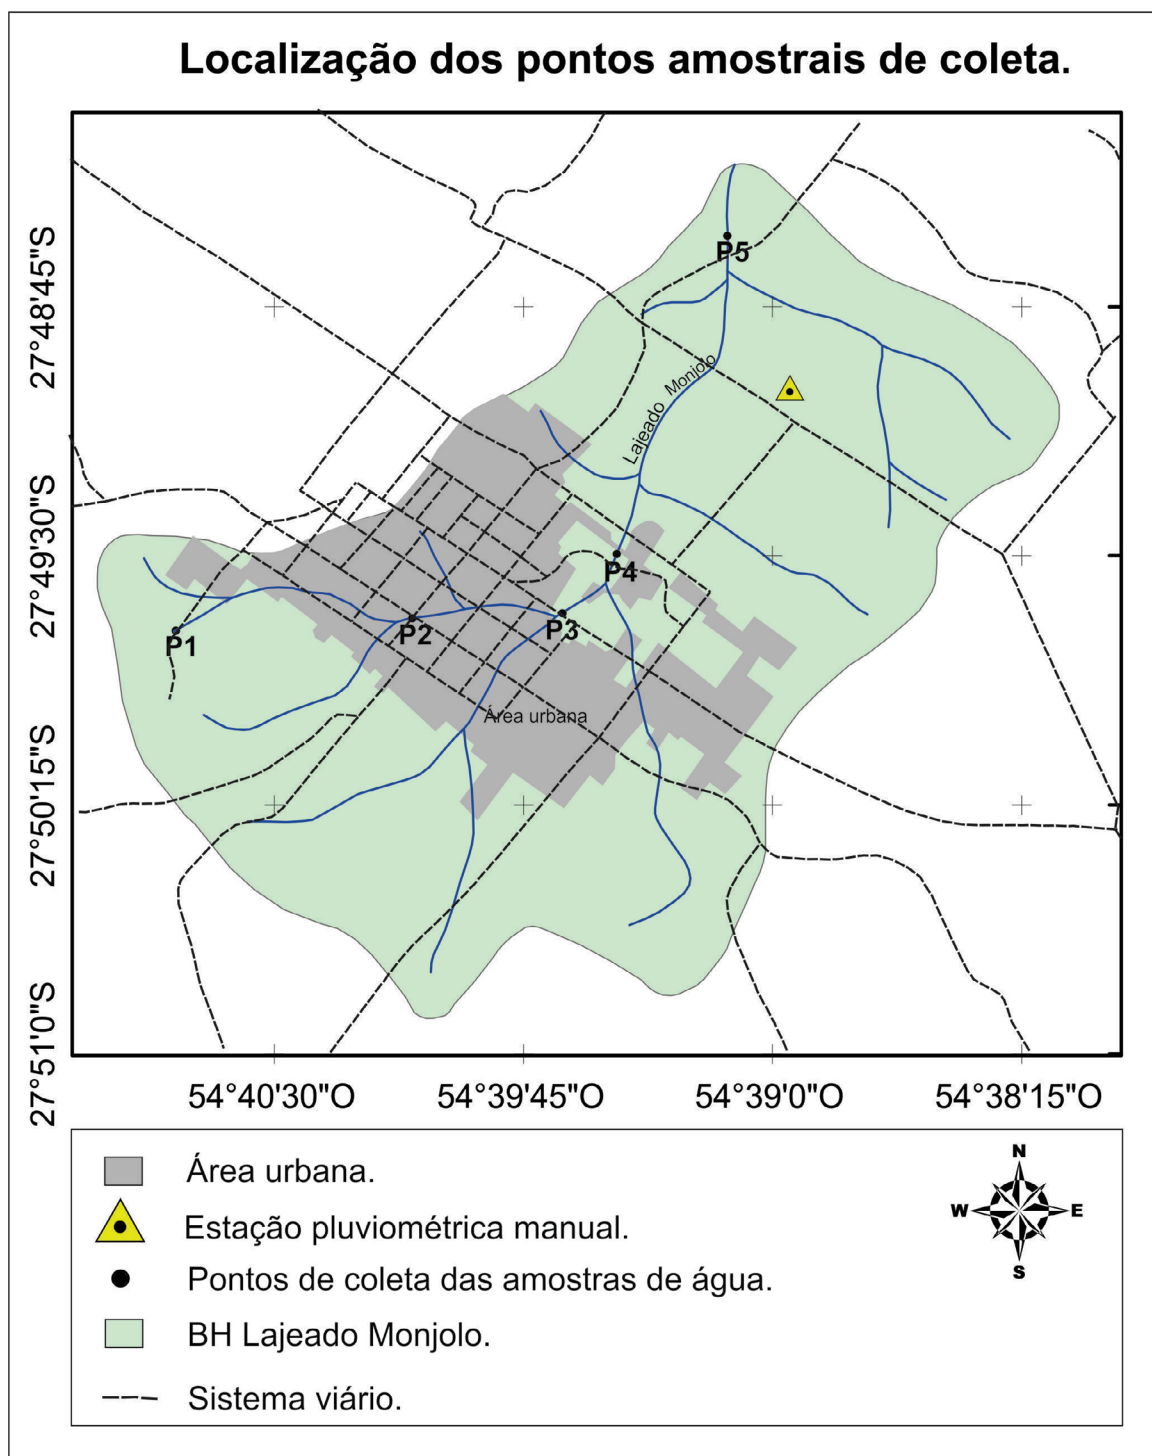 Localização dos pontos amostrais de coleta.
27°48'45"S
27°49'30"S
27°50'15"S
27°51'0"S
P5
Lajeado Monjolo
P4
P3
P2
P1
Área urbana
54°40'30"O
54°39'45"O
54°39'0"O
54°38'15"O
Área urbana.
Estação pluviométrica manual.
Pontos de coleta das amostras de água.
BH Lajeado Monjolo.
Sistema viário.
N
W
E
S